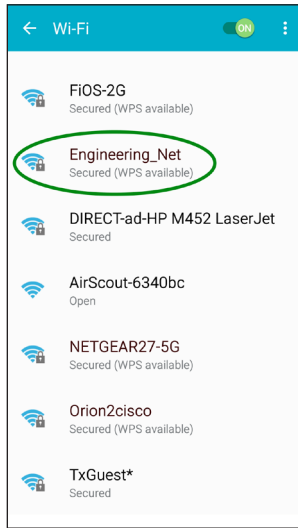 Wi-Fi ON
FiOS-2G
Secured (WPS available)
Engineering_Net
Secured (WPS available)
DIRECT-ad-HP M452 LaserJet
Secured
AirScout-6340bc
Open
NETGEAR27-5G
Secured (WPS available)
Orion2cisco
Secured (WPS available)
TxGuest*
Secured